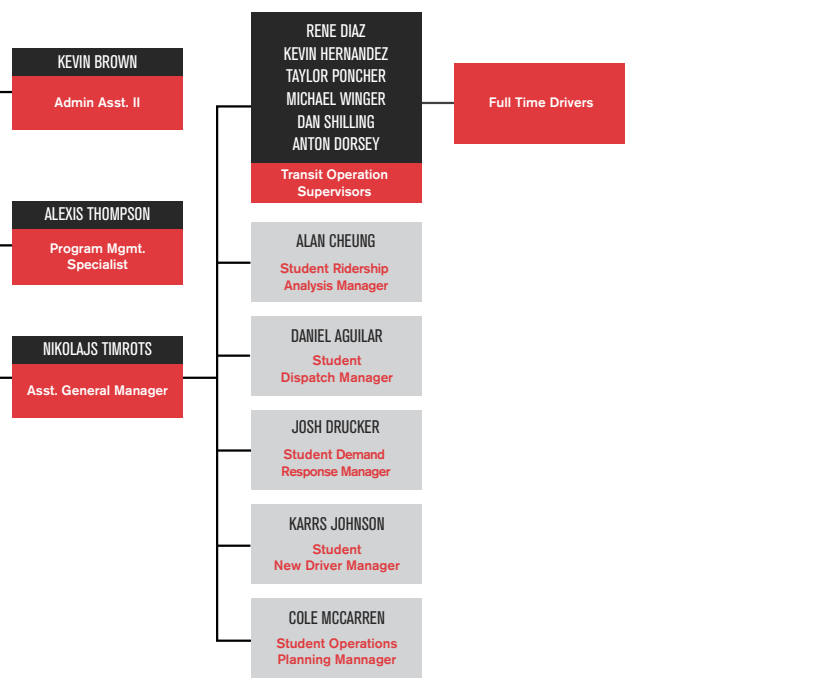 KEVIN BROWN
Admin Asst. II
ALEXIS THOMPSON
Program Mgmt.
Specialist
NIKOLAJS TIMROTS
Asst. General Manager
RENE DIAZ
KEVIN HERNANDEZ
TAYLOR PONCHER
MICHAEL WINGER
DAN SHILLING
ANTON DORSEY
Transit Operation
Supervisors
ALAN CHEUNG
Student Ridership
Analysis Manager
DANIEL AGUILAR
Student
Dispatch Manager
JOSH DRUCKER
Student Demand
Response Manager
KARRS JOHNSON
Student
New Driver Manager
COLE MCCARREN
Student Operations
Planning Mannager
Full Time Drivers